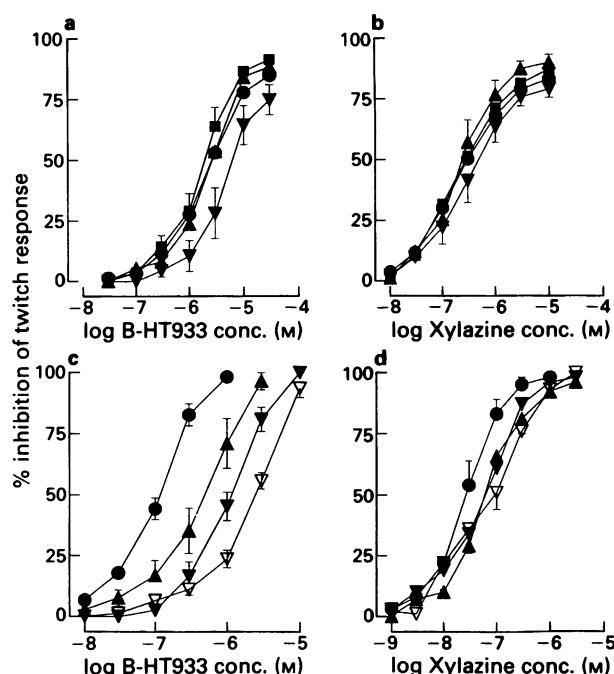 a
b
100
75
50
25
0
100
75
50
25
0
−8 −7 −6 −5 −4
−8 −7 −6 −5 −4
log B-HT933 conc. (M)
log Xylazine conc. (M)
% inhibition of twitch response
c
d
100
75
50
25
0
100
75
50
25
0
−8 −7 −6 −5
−9 −8 −7 −6 −5
log B-HT933 conc. (M)
log Xylazine conc. (M)